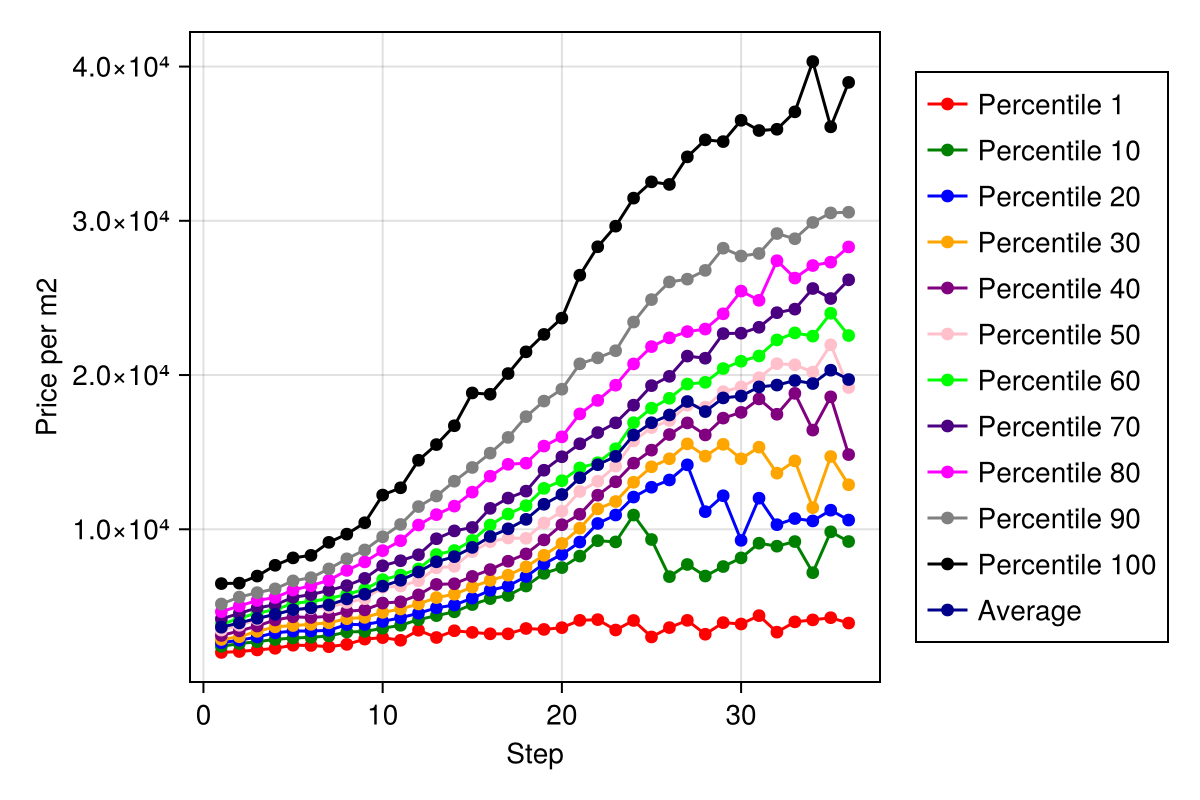 4.0×10⁴
3.0×10⁴
2.0×10⁴
1.0×10⁴
Price per m2
0 10 20 30
Step
Percentile 1
Percentile 10
Percentile 20
Percentile 30
Percentile 40
Percentile 50
Percentile 60
Percentile 70
Percentile 80
Percentile 90
Percentile 100
Average